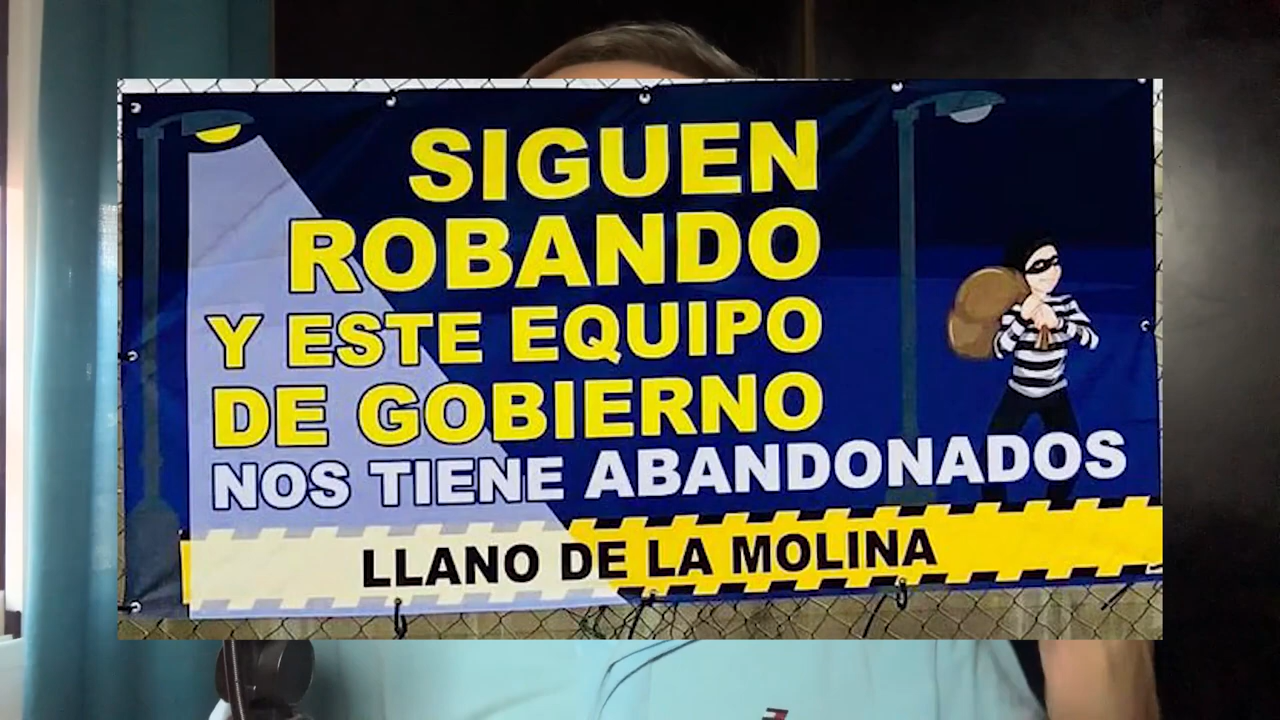 SIGUEN
ROBANDO
Y ESTE EQUIPO
DE GOBIERNO
NOS TIENE ABANDONADOS
LLANO DE LA MOLINA